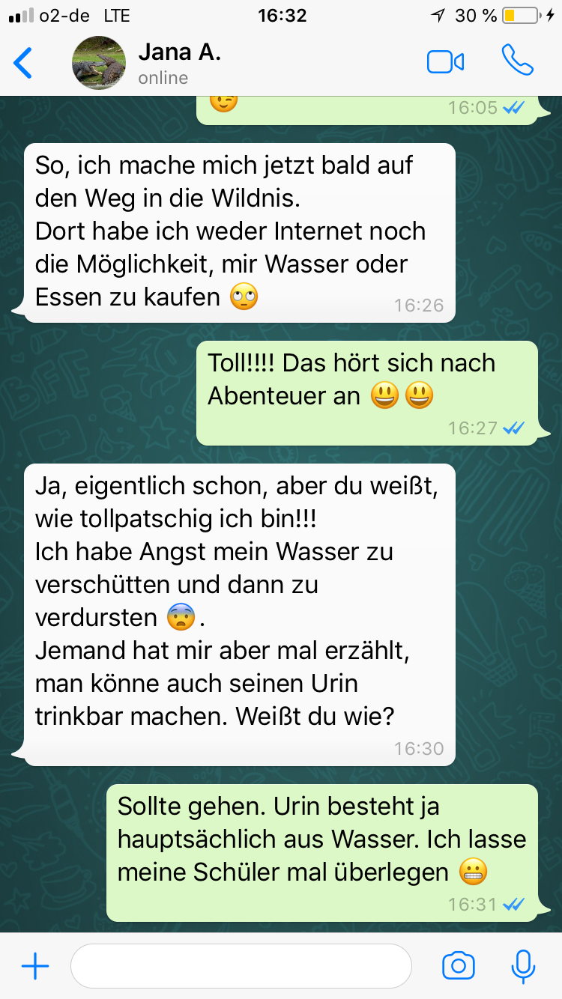 o2-de LTE 16:32 30 %
Jana A.
online
😉
16:05
So, ich mache mich jetzt bald auf
den Weg in die Wildnis.
Dort habe ich weder Internet noch
die Möglichkeit, mir Wasser oder
Essen zu kaufen 🙄
16:26
Toll!!!! Das hört sich nach
Abenteuer an 😃😃
16:27
Ja, eigentlich schon, aber du weißt,
wie tollpatschig ich bin!!!
Ich habe Angst mein Wasser zu
verschütten und dann zu
verdursten 😨.
Jemand hat mir aber mal erzählt,
man könne auch seinen Urin
trinkbar machen. Weißt du wie?
16:30
Sollte gehen. Urin besteht ja
hauptsächlich aus Wasser. Ich lasse
meine Schüler mal überlegen 😬
16:31